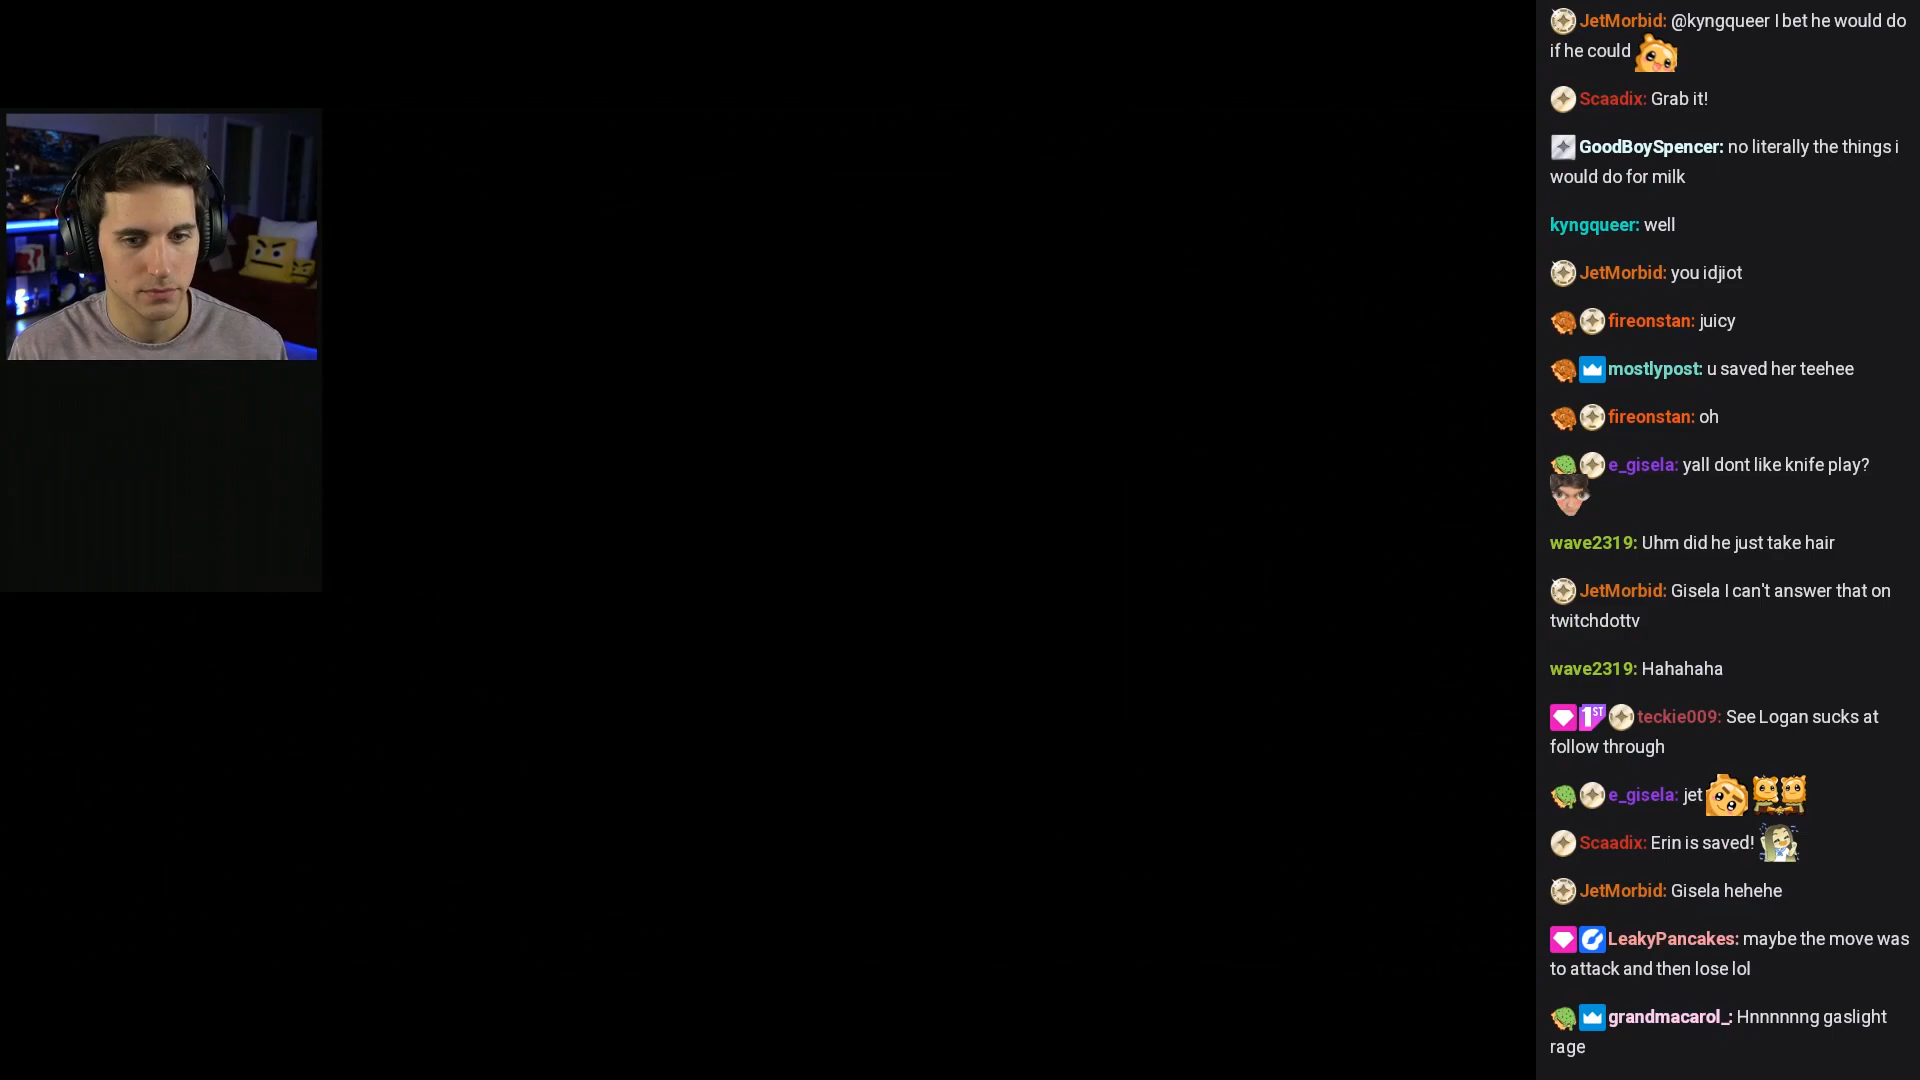 JetMorbid: @kyngqueer I bet he would do
if he could
Scaadix: Grab it!
GoodBoySpencer: no literally the things i
would do for milk
kyngqueer: well
JetMorbid: you idjiot
fireonstan: juicy
mostlypost: u saved her teehee
fireonstan: oh
e_gisela: yall dont like knife play?
wave2319: Uhm did he just take hair
JetMorbid: Gisela I can't answer that on
twitchdottv
wave2319: Hahahaha
1ST teckie009: See Logan sucks at
follow through
e_gisela: jet
Scaadix: Erin is saved!
JetMorbid: Gisela hehehe
LeakyPancakes: maybe the move was
to attack and then lose lol
grandmacarol_: Hnnnnnng gaslight
rage